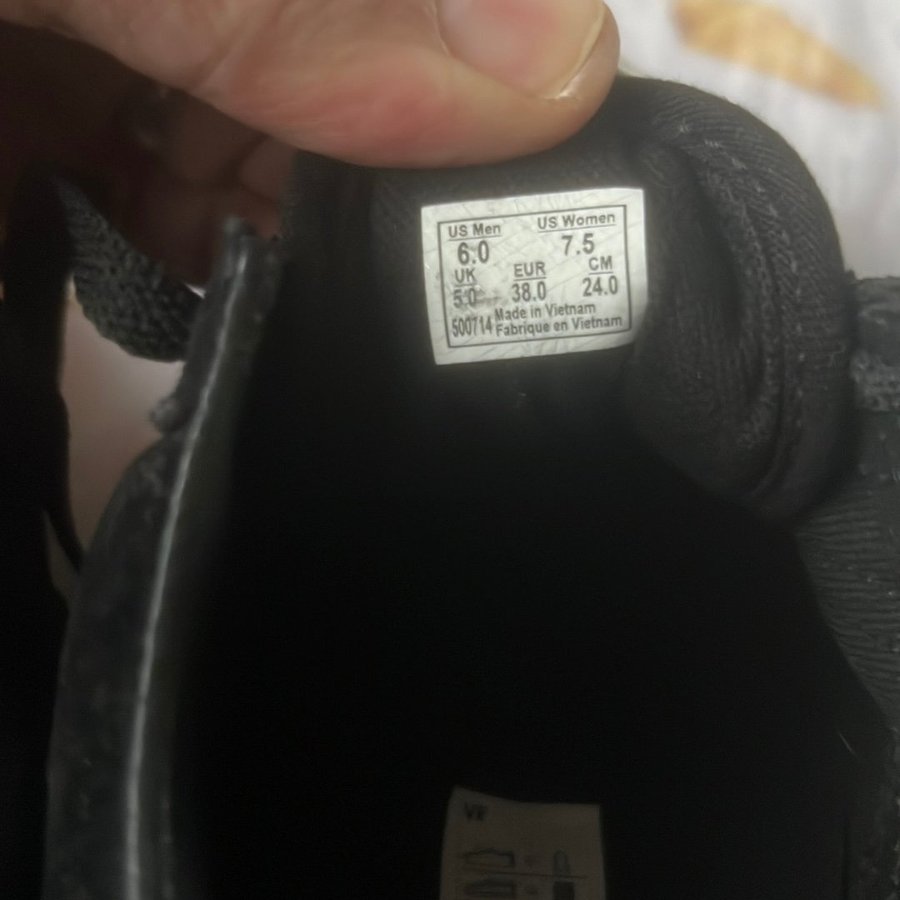 US Men US Women
6.0 7.5
UK EUR CM
5.0 38.0 24.0
500714 Made in Vietnam
Fabrique en Vietnam